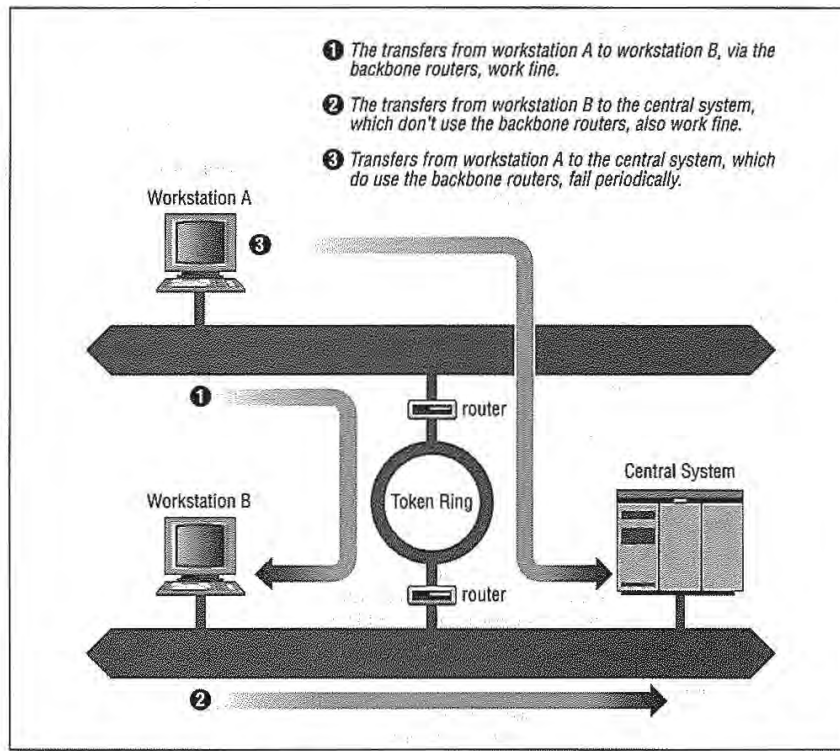 ❶ The transfers from workstation A to workstation B, via the
backbone routers, work fine.
❷ The transfers from workstation B to the central system,
which don't use the backbone routers, also work fine.
❸ Transfers from workstation A to the central system, which
do use the backbone routers, fail periodically.
Workstation A
❸
❶
router
Central System
Workstation B
Token Ring
router
❷